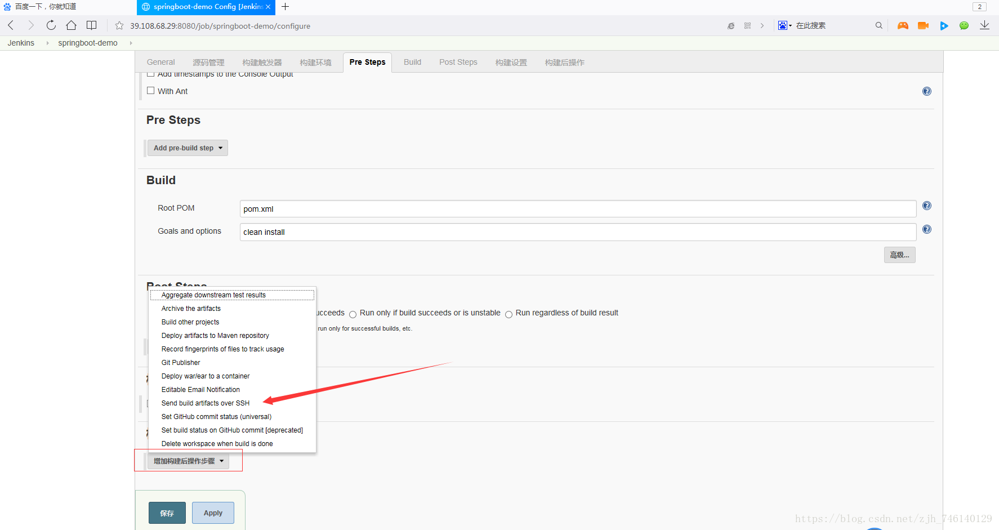 百度一下，你就知道
springboot-demo Config [Jenkins
2
39.108.68.29:8080/job/springboot-demo/configure
在此搜索
Jenkins
springboot-demo
General 源码管理 构建触发器 构建环境 Pre Steps Build Post Steps 构建设置 构建后操作
Add timestamps to the Console Output
With Ant
Pre Steps
Add pre-build step
Build
Root POM
pom.xml
Goals and options
clean install
高级...
Post Steps
ucceeds Run only if build succeeds or is unstable Run regardless of build result
run only for successful builds, etc.
Aggregate downstream test results
Archive the artifacts
Build other projects
Deploy artifacts to Maven repository
Record fingerprints of files to track usage
Git Publisher
Deploy war/ear to a container
Editable Email Notification
Send build artifacts over SSH
Set GitHub commit status (universal)
Set build status on GitHub commit [deprecated]
Delete workspace when build is done
增加构建后操作步骤
保存
Apply
https://blog.csdn.net/zjh_746140129